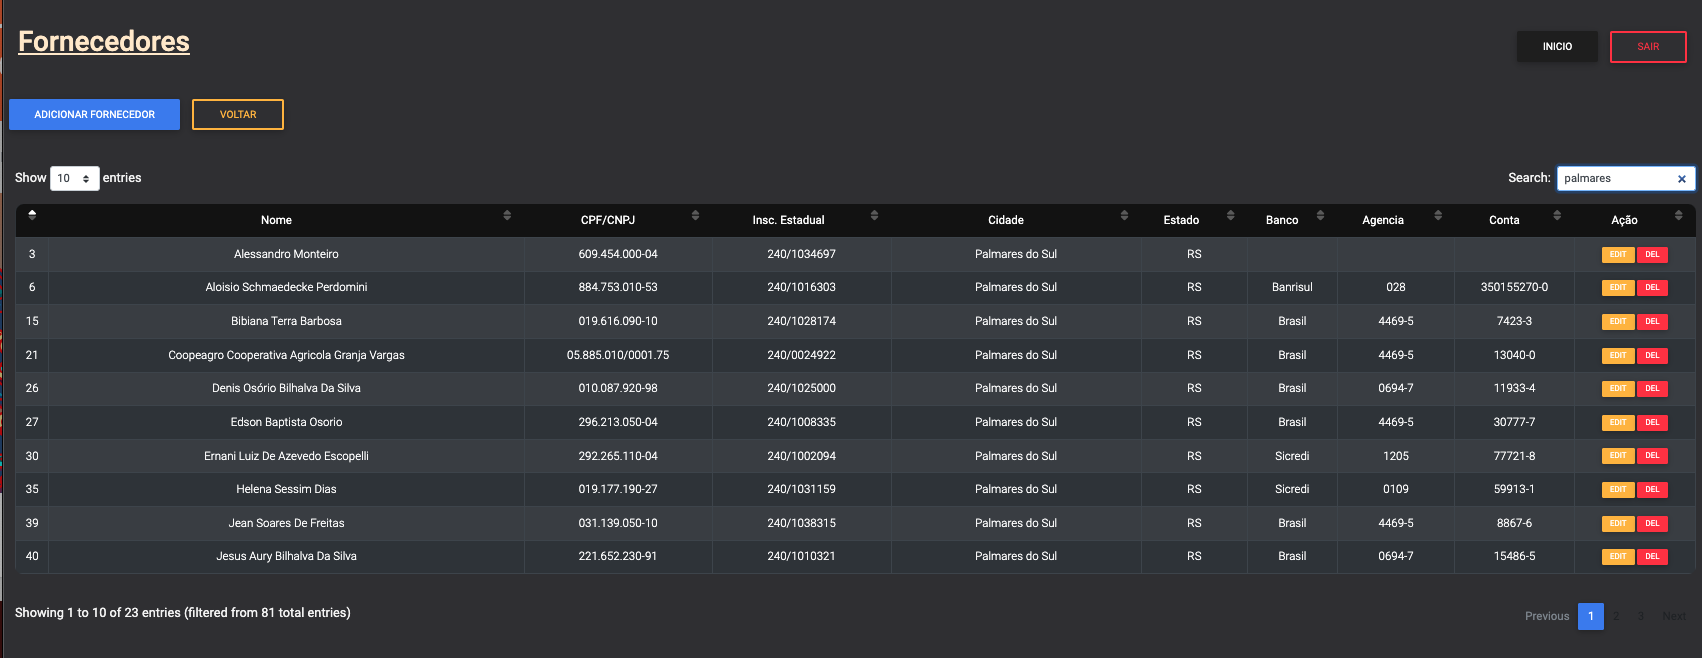 Fornecedores
INICIO SAIR
ADICIONAR FORNECEDOR VOLTAR
Show 10 entries Search: palmares ×
Nome CPF/CNPJ Insc. Estadual Cidade Estado Banco Agencia Conta Ação
3 Alessandro Monteiro 609.454.000-04 240/1034697 Palmares do Sul RS EDIT DEL
6 Aloisio Schmaedecke Perdomini 884.753.010-53 240/1016303 Palmares do Sul RS Banrisul 028 350155270-0 EDIT DEL
15 Bibiana Terra Barbosa 019.616.090-10 240/1028174 Palmares do Sul RS Brasil 4469-5 7423-3 EDIT DEL
21 Coopeagro Cooperativa Agricola Granja Vargas 05.885.010/0001.75 240/0024922 Palmares do Sul RS Brasil 4469-5 13040-0 EDIT DEL
26 Denis Osório Bilhalva Da Silva 010.087.920-98 240/1025000 Palmares do Sul RS Brasil 0694-7 11933-4 EDIT DEL
27 Edson Baptista Osorio 296.213.050-04 240/1008335 Palmares do Sul RS Brasil 4469-5 30777-7 EDIT DEL
30 Ernani Luiz De Azevedo Escopelli 292.265.110-04 240/1002094 Palmares do Sul RS Sicredi 1205 77721-8 EDIT DEL
35 Helena Sessim Dias 019.177.190-27 240/1031159 Palmares do Sul RS Sicredi 0109 59913-1 EDIT DEL
39 Jean Soares De Freitas 031.139.050-10 240/1038315 Palmares do Sul RS Brasil 4469-5 8867-6 EDIT DEL
40 Jesus Aury Bilhalva Da Silva 221.652.230-91 240/1010321 Palmares do Sul RS Brasil 0694-7 15486-5 EDIT DEL
Showing 1 to 10 of 23 entries (filtered from 81 total entries) Previous 1 2 3 Next